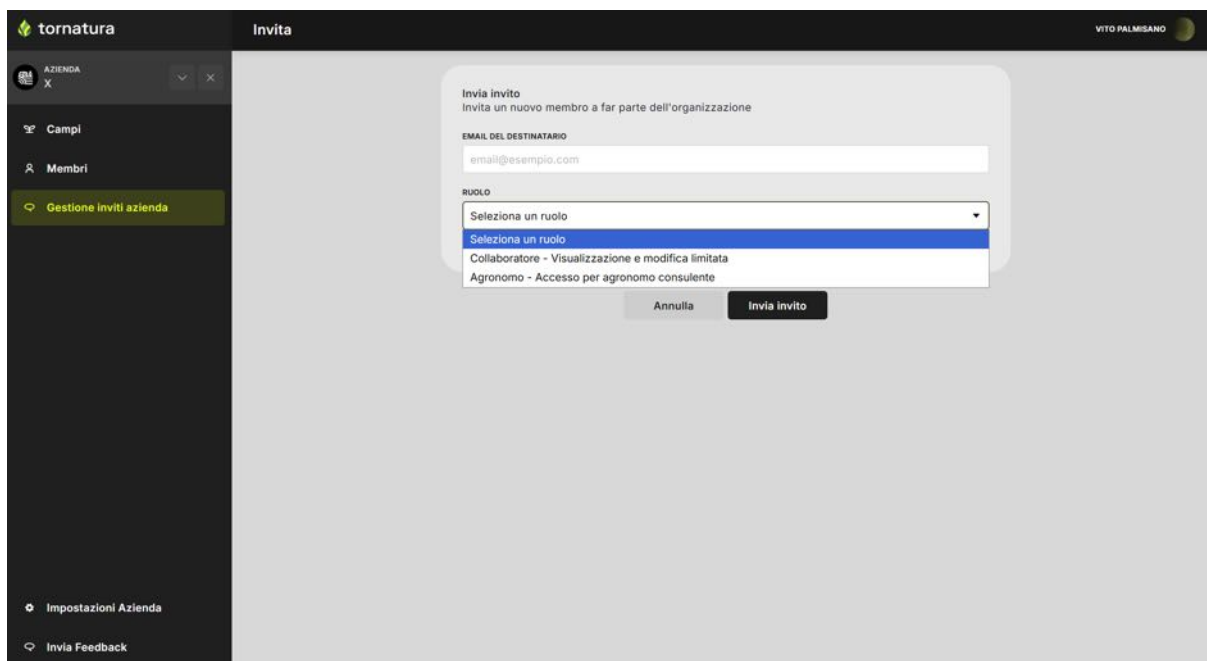 tornatura
Invita
VITO PALMISANO
AZIENDA
X
Campi
Membri
Gestione inviti azienda
Impostazioni Azienda
Invia Feedback
Invia invito
Invita un nuovo membro a far parte dell'organizzazione
EMAIL DEL DESTINATARIO
email@esempio.com
RUOLO
Seleziona un ruolo
Seleziona un ruolo
Collaboratore - Visualizzazione e modifica limitata
Agronomo - Accesso per agronomo consulente
Annulla
Invia invito